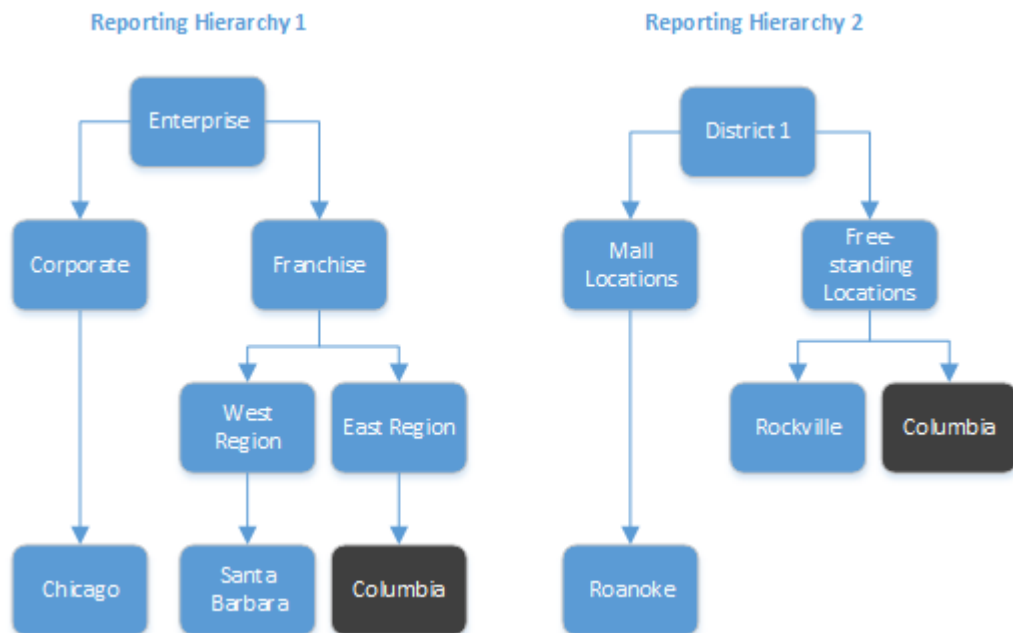 Reporting Hierarchy 1
Reporting Hierarchy 2
Enterprise
District 1
Corporate
Franchise
Mall
Locations
Free-
standing
Locations
West
Region
East Region
Rockville
Columbia
Chicago
Santa
Barbara
Columbia
Roanoke